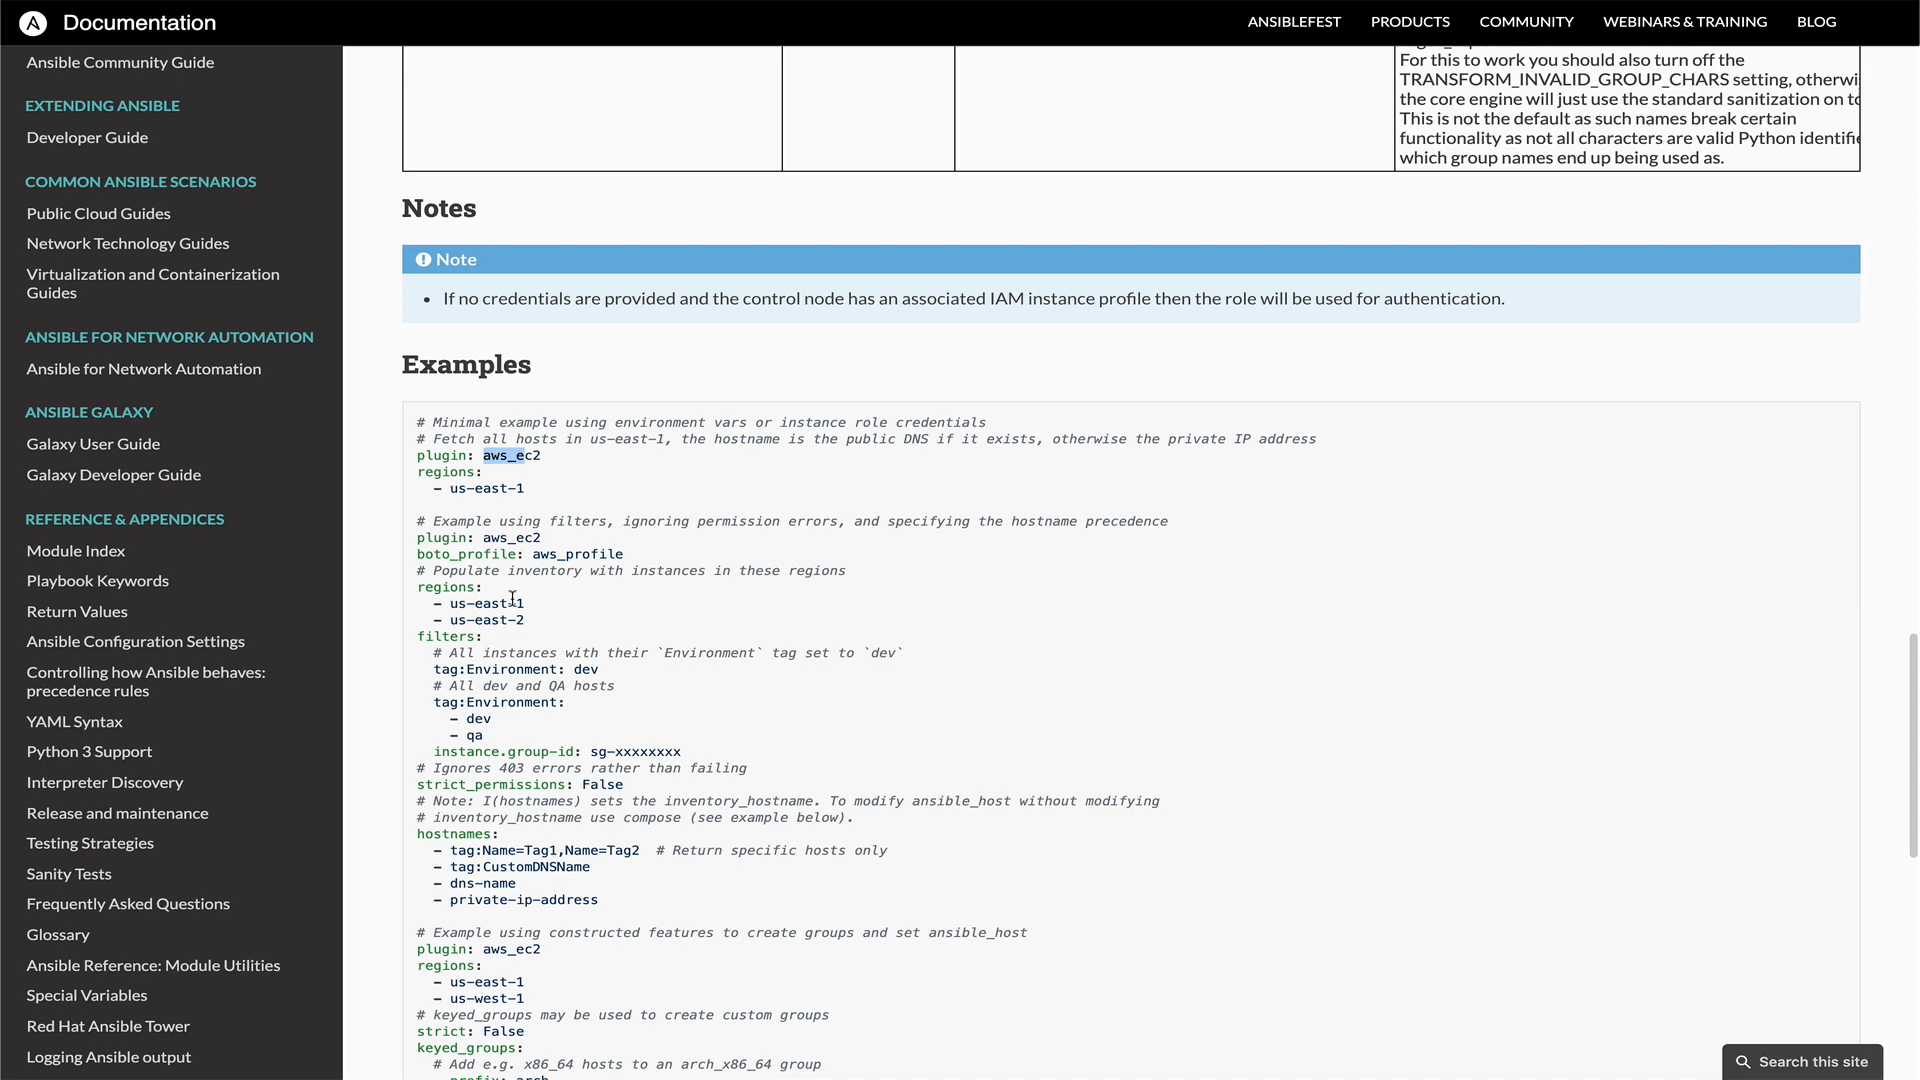 Documentation
ANSIBLEFEST
PRODUCTS
COMMUNITY
WEBINARS & TRAINING
BLOG
Ansible Community Guide
EXTENDING ANSIBLE
Developer Guide
COMMON ANSIBLE SCENARIOS
Public Cloud Guides
Network Technology Guides
Virtualization and Containerization
Guides
ANSIBLE FOR NETWORK AUTOMATION
Ansible for Network Automation
ANSIBLE GALAXY
Galaxy User Guide
Galaxy Developer Guide
REFERENCE & APPENDICES
Module Index
Playbook Keywords
Return Values
Ansible Configuration Settings
Controlling how Ansible behaves:
precedence rules
YAML Syntax
Python 3 Support
Interpreter Discovery
Release and maintenance
Testing Strategies
Sanity Tests
Frequently Asked Questions
Glossary
Ansible Reference: Module Utilities
Special Variables
Red Hat Ansible Tower
Logging Ansible output
For this to work you should also turn off the
TRANSFORM_INVALID_GROUP_CHARS setting, otherwi
the core engine will just use the standard sanitization on to
This is not the default as such names break certain
functionality as not all characters are valid Python identifie
which group names end up being used as.
Notes
Note
• If no credentials are provided and the control node has an associated IAM instance profile then the role will be used for authentication.
Examples
# Minimal example using environment vars or instance role credentials
# Fetch all hosts in us-east-1, the hostname is the public DNS if it exists, otherwise the private IP address
plugin: aws_ec2
regions:
  - us-east-1
# Example using filters, ignoring permission errors, and specifying the hostname precedence
plugin: aws_ec2
boto_profile: aws_profile
# Populate inventory with instances in these regions
regions:
  - us-east-1
  - us-east-2
filters:
  # All instances with their `Environment` tag set to `dev`
  tag:Environment: dev
  # All dev and QA hosts
  tag:Environment:
    - dev
    - qa
  instance.group-id: sg-xxxxxxxx
# Ignores 403 errors rather than failing
strict_permissions: False
# Note: I(hostnames) sets the inventory_hostname. To modify ansible_host without modifying
# inventory_hostname use compose (see example below).
hostnames:
  - tag:Name=Tag1,Name=Tag2  # Return specific hosts only
  - tag:CustomDNSName
  - dns-name
  - private-ip-address
# Example using constructed features to create groups and set ansible_host
plugin: aws_ec2
regions:
  - us-east-1
  - us-west-1
# keyed_groups may be used to create custom groups
strict: False
keyed_groups:
  # Add e.g. x86_64 hosts to an arch_x86_64 group
Search this site